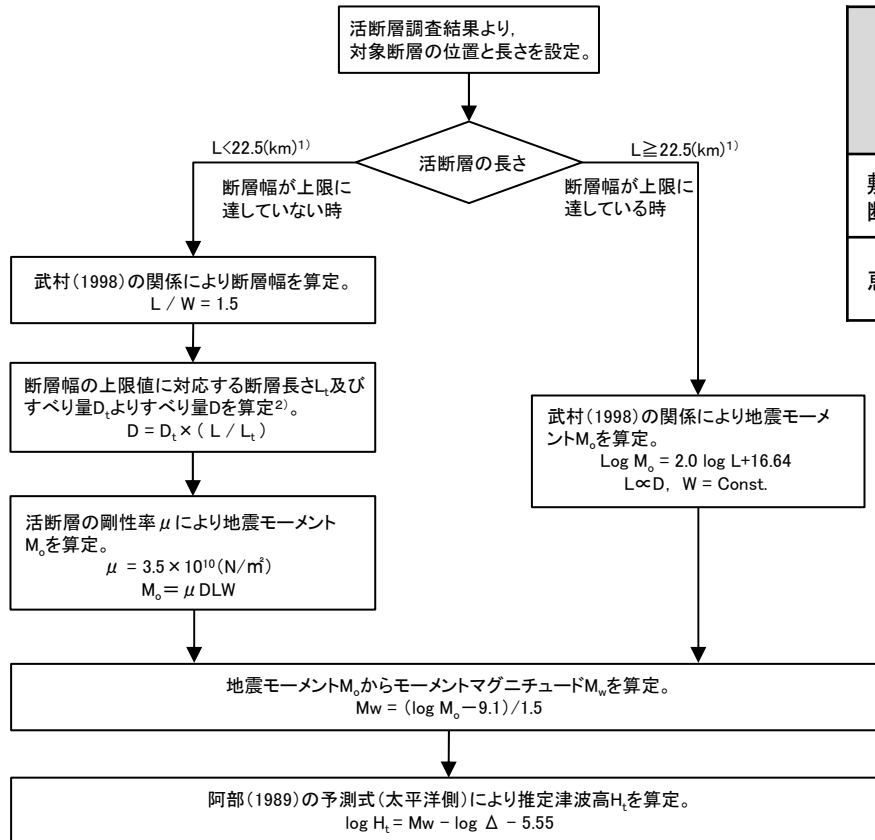 活断層調査結果より,
対象断層の位置と長さを設定。
活断層の長さ
L<22.5(km)1)
断層幅が上限に
達していない時
L≧22.5(km)1)
断層幅が上限に
達している時
武村(1998)の関係により断層幅を算定。
L / W = 1.5
断層幅の上限値に対応する断層長さLt及び
すべり量DtよりすべりDを算定2)。
D = Dt × ( L / Lt )
活断層の剛性率μにより地震モーメント
Moを算定。
μ = 3.5 × 1010(N/㎡)
Mo= μ DLW
武村(1998)の関係により地震モーメ
ントMoを算定。
Log Mo = 2.0 log L+16.64
L∝D, W = Const.
地震モーメントMoからモーメントマグニチュードMwを算定。
Mw = (log Mo-9.1)/1.5
阿部(1989)の予測式(太平洋側)により推定津波高Htを算定。
log Ht = Mw - log Δ - 5.55
断